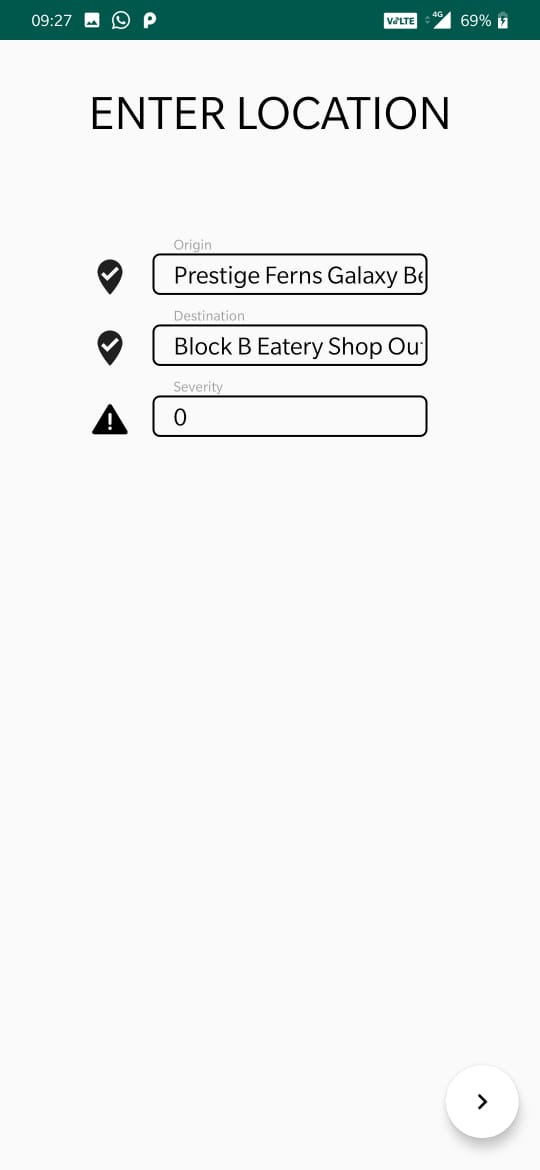 09:27 VoLTE 4G 69%
ENTER LOCATION
Origin
Prestige Ferns Galaxy Be
Destination
Block B Eatery Shop Ou
Severity
0